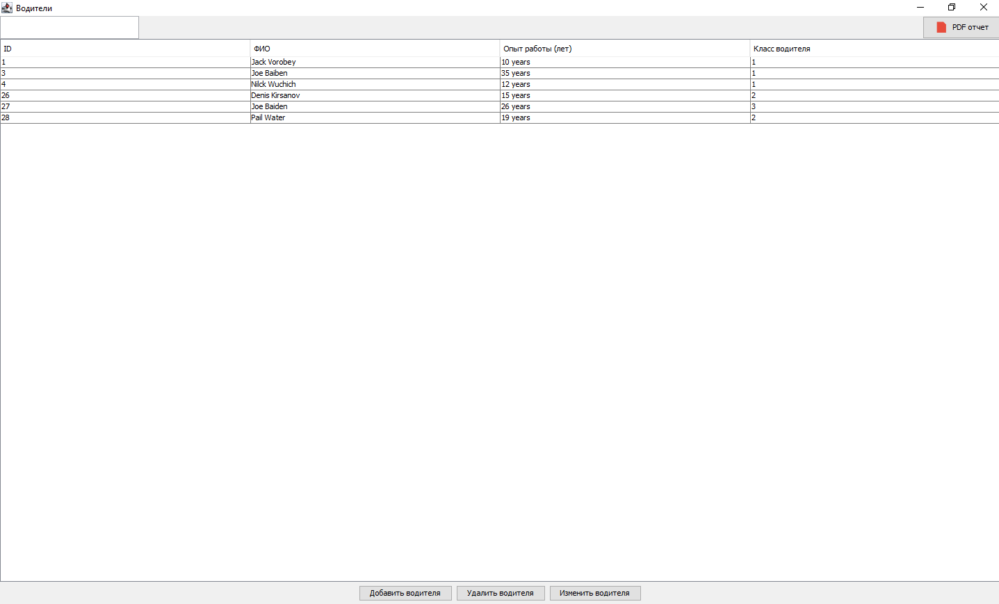 Водители
PDF отчет
ID ФИО Опыт работы (лет) Класс водителя
1 Jack Vorobey 10 years 1
3 Joe Baiben 35 years 1
4 Nilck Wuchich 12 years 1
26 Denis Kirsanov 15 years 2
27 Joe Baiden 26 years 3
28 Pail Water 19 years 2
Добавить водителя Удалить водителя Изменить водителя